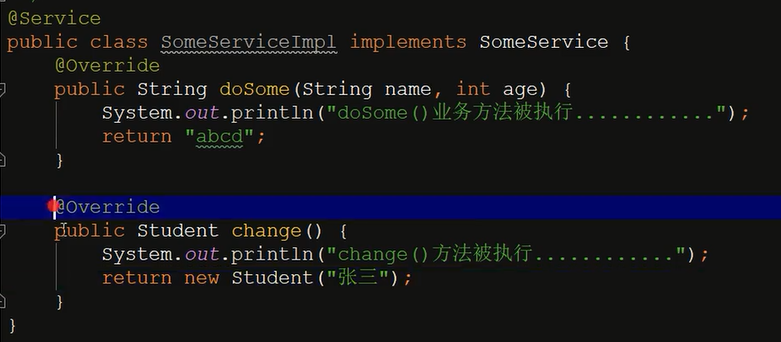 @Service
public class SomeServiceImpl implements SomeService {
    @Override
    public String doSome(String name, int age) {
        System.out.println("doSome()业务方法被执行............");
        return "abcd";
    }

    @Override
    public Student change() {
        System.out.println("change()方法被执行............");
        return new Student("张三");
    }
}